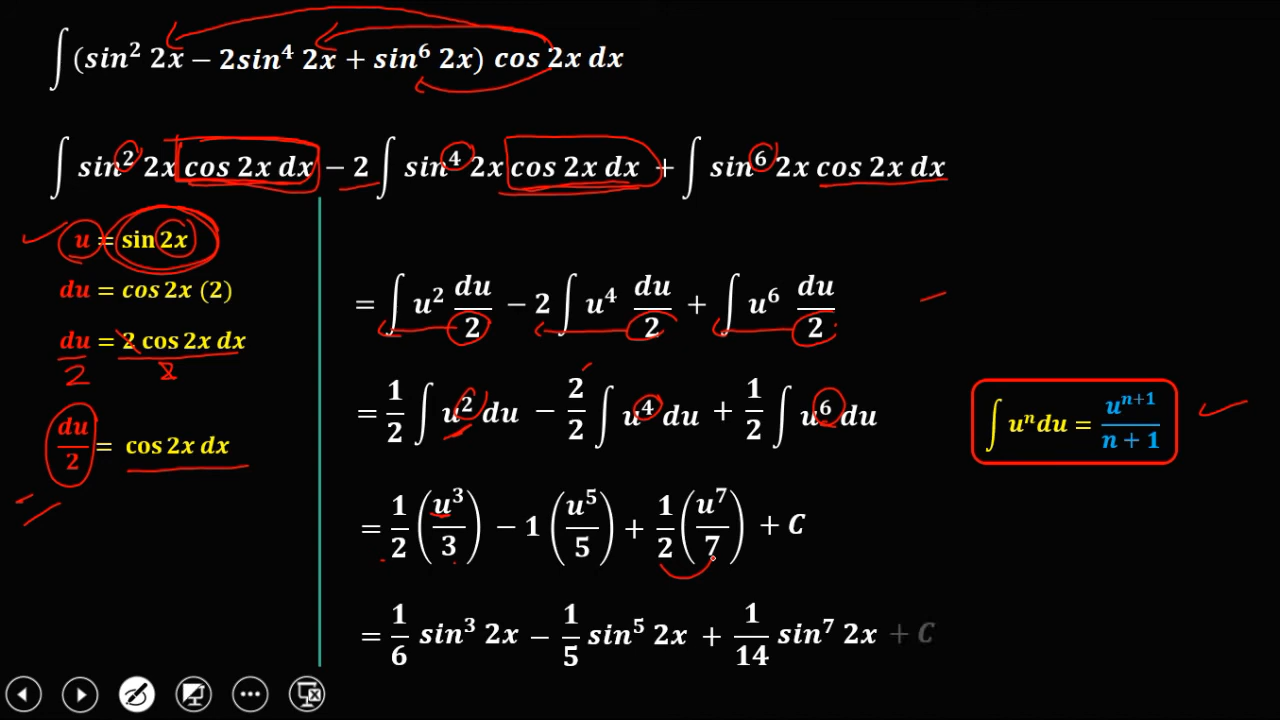 ∫(sin² 2x − 2sin⁴ 2x + sin⁶ 2x) cos 2x dx
∫ sin² 2x cos 2x dx − 2 ∫ sin⁴ 2x cos 2x dx + ∫ sin⁶ 2x cos 2x dx
u = sin 2x
du = cos 2x (2)
du = 2 cos 2x dx
2 2
du/2 = cos 2x dx
= ∫ u² du/2 − 2 ∫ u⁴ du/2 + ∫ u⁶ du/2
= 1/2 ∫ u² du − 2/2 ∫ u⁴ du + 1/2 ∫ u⁶ du
∫ uⁿdu = uⁿ⁺¹/n + 1
= 1/2 (u³/3) − 1 (u⁵/5) + 1/2 (u⁷/7) + C
= 1/6 sin³ 2x − 1/5 sin⁵ 2x + 1/14 sin⁷ 2x + C